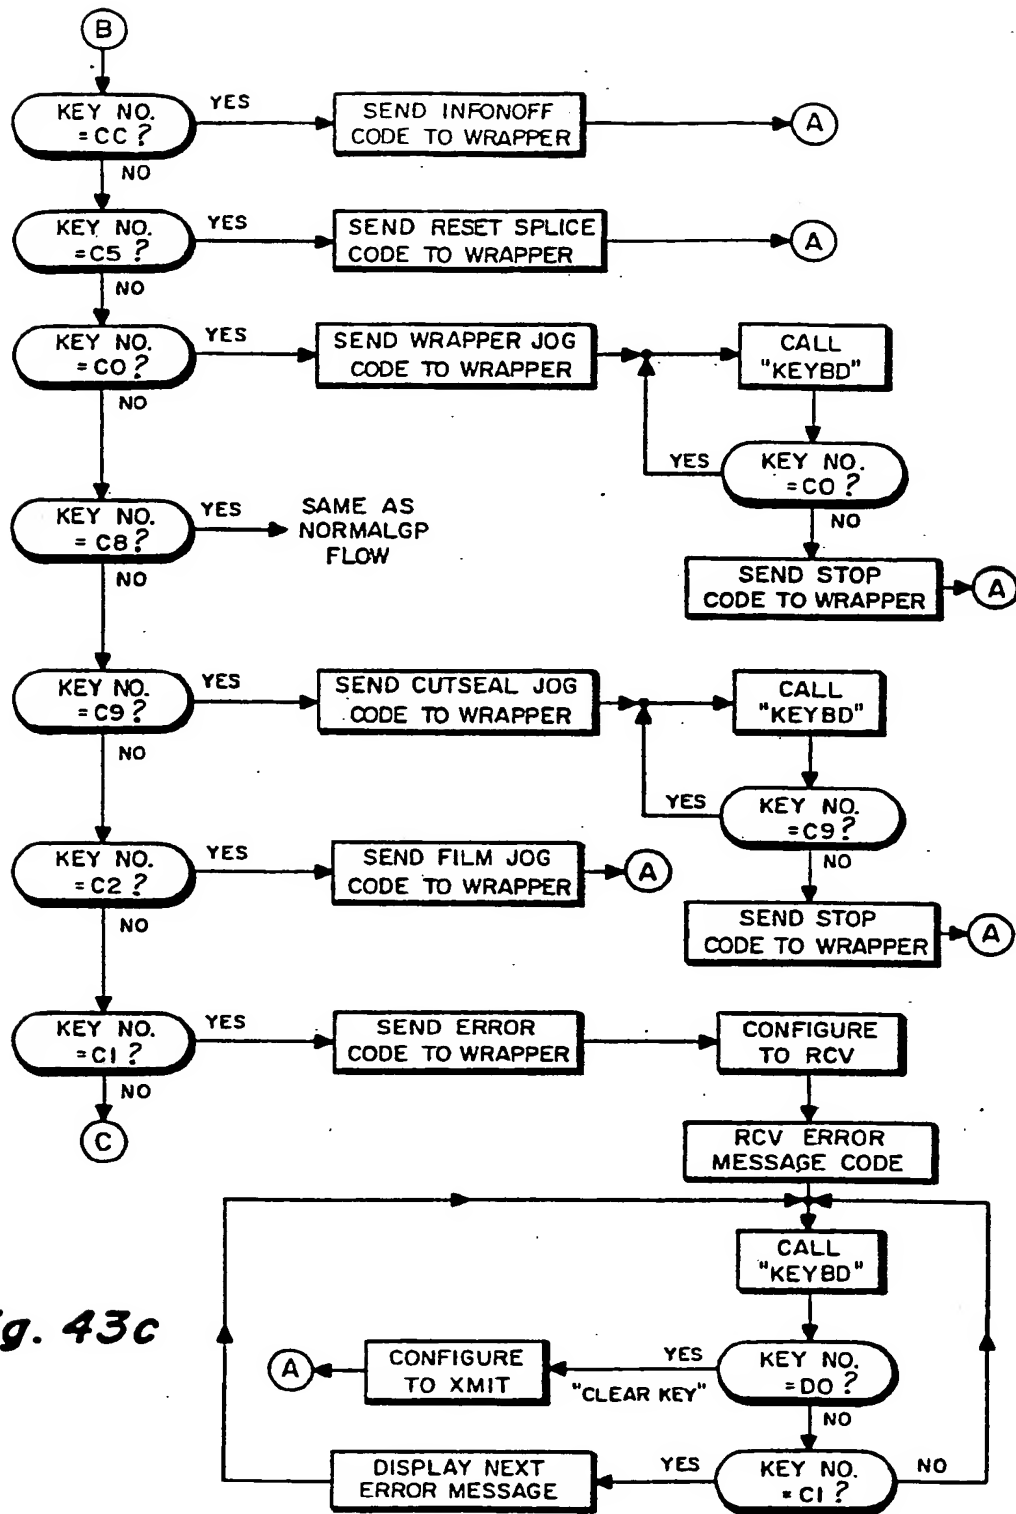 B
KEY NO.
=CC?
YES
SEND INFONOFF
CODE TO WRAPPER
A
NO
KEY NO.
=C5?
YES
SEND RESET SPLICE
CODE TO WRAPPER
A
NO
KEY NO.
=C0?
YES
SEND WRAPPER JOG
CODE TO WRAPPER
CALL
"KEYBD"
NO
YES
KEY NO.
=C0?
NO
KEY NO.
=C8?
YES
SAME AS
NORMALGP
FLOW
NO
SEND STOP
CODE TO WRAPPER
A
KEY NO.
=C9?
YES
SEND CUTSEAL JOG
CODE TO WRAPPER
CALL
"KEYBD"
NO
YES
KEY NO.
=C9?
NO
KEY NO.
=C2?
YES
SEND FILM JOG
CODE TO WRAPPER
A
NO
SEND STOP
CODE TO WRAPPER
A
KEY NO.
=C1?
YES
SEND ERROR
CODE TO WRAPPER
CONFIGURE
TO RCV
NO
C
RCV ERROR
MESSAGE CODE
CALL
"KEYBD"
g. 43c
A
CONFIGURE
TO XMIT
YES
"CLEAR KEY"
KEY NO.
=D0?
NO
DISPLAY NEXT
ERROR MESSAGE
YES
KEY NO.
=C1?
NO